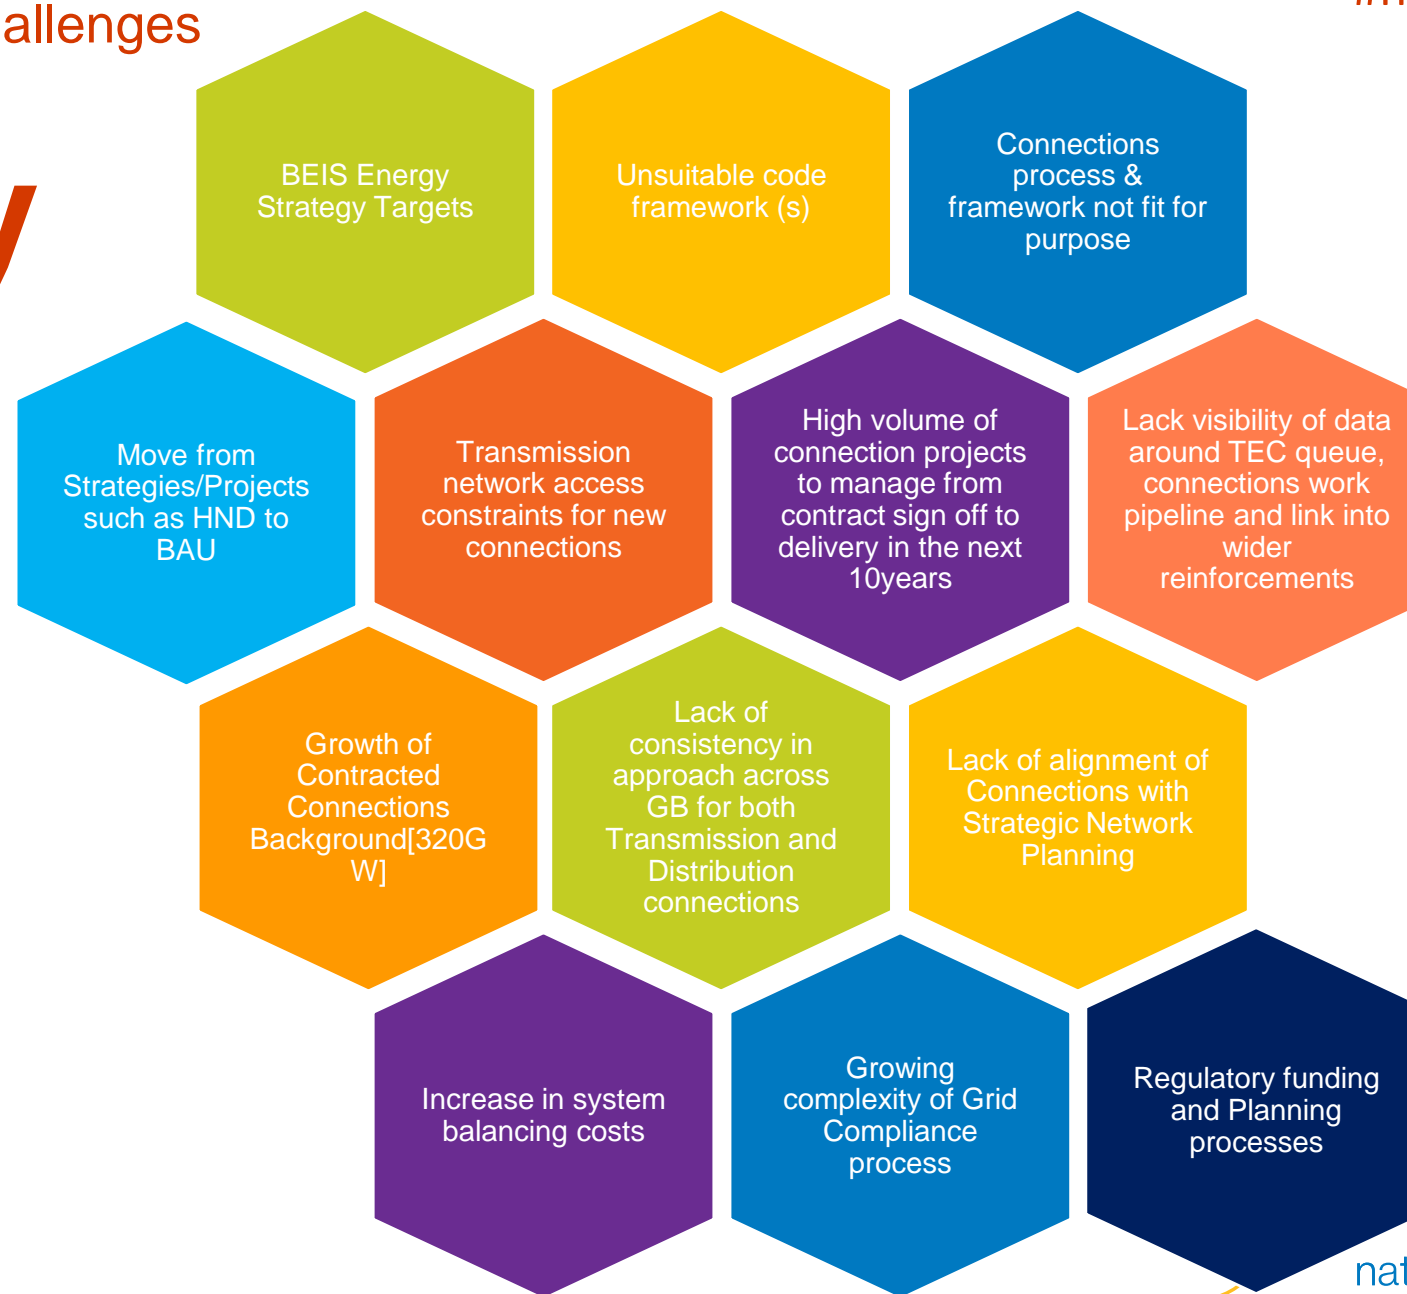 allenges
BEIS Energy
Strategy Targets
Unsuitable code
framework (s)
Connections
process &
framework not fit for
purpose
Move from
Strategies/Projects
such as HND to
BAU
Transmission
network access
constraints for new
connections
High volume of
connection projects
to manage from
contract sign off to
delivery in the next
10years
Lack visibility of data
around TEC queue,
connections work
pipeline and link into
wider
reinforcements
Growth of
Contracted
Connections
Background[320G
W]
Lack of
consistency in
approach across
GB for both
Transmission and
Distribution
connections
Lack of alignment of
Connections with
Strategic Network
Planning
Increase in system
balancing costs
Growing
complexity of Grid
Compliance
process
Regulatory funding
and Planning
processes
nat